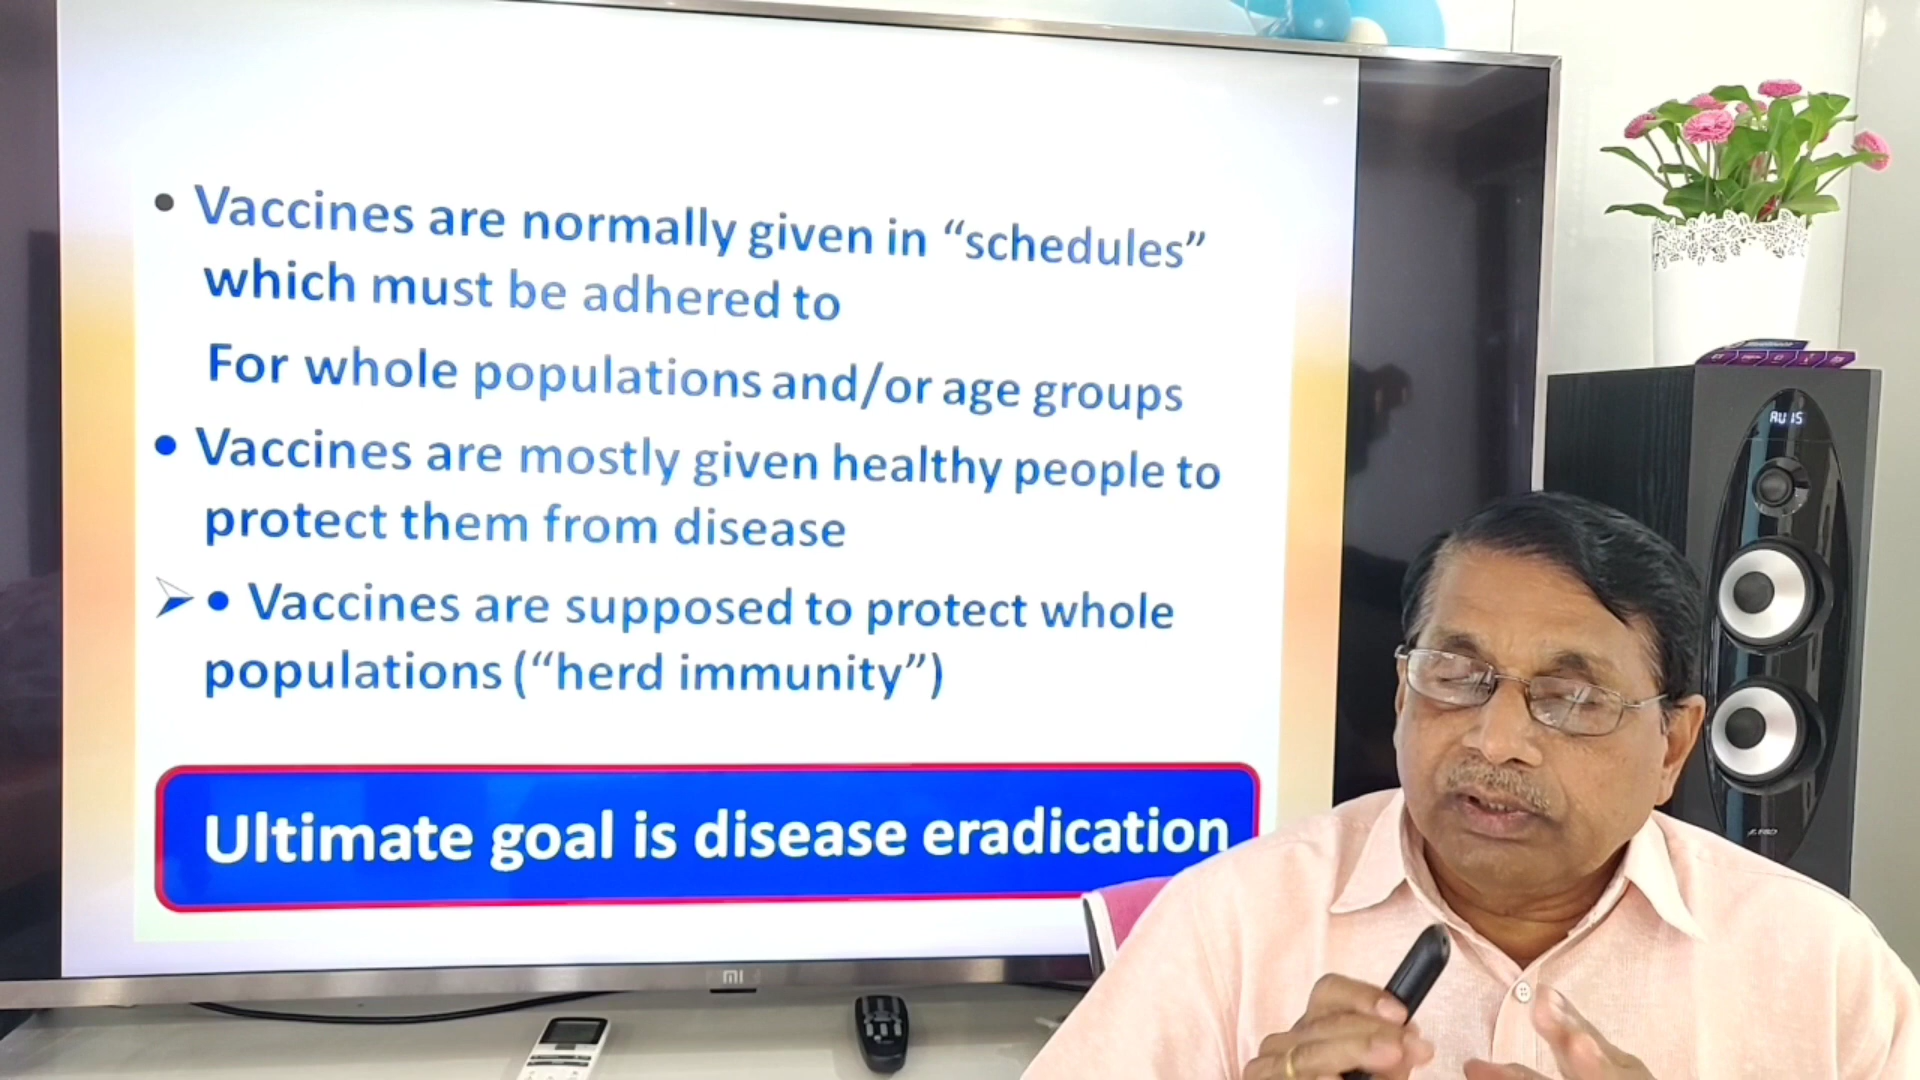 • Vaccines are normally given in “schedules”
which must be adhered to
For whole populations and/or age groups
• Vaccines are mostly given healthy people to
protect them from disease
➢ • Vaccines are supposed to protect whole
populations (“herd immunity”)
Ultimate goal is disease eradication
mi
F&D